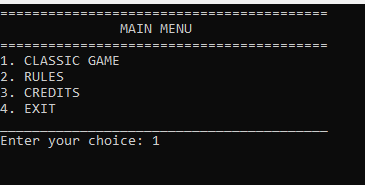 =========================================
MAIN MENU
=========================================
1. CLASSIC GAME
2. RULES
3. CREDITS
4. EXIT
_________________________________________
Enter your choice: 1